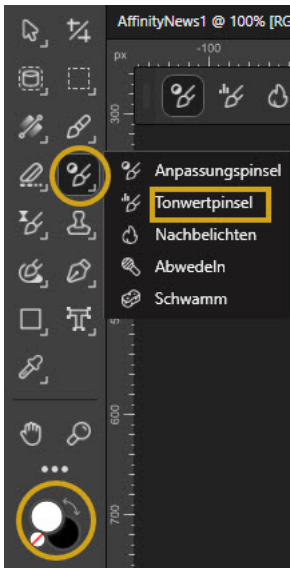 AffinityNews1 @ 100% [RG
px
-100
300
Anpassungspinsel
Tonwertpinsel
Nachbelichten
Abwedeln
Schwamm
600
700